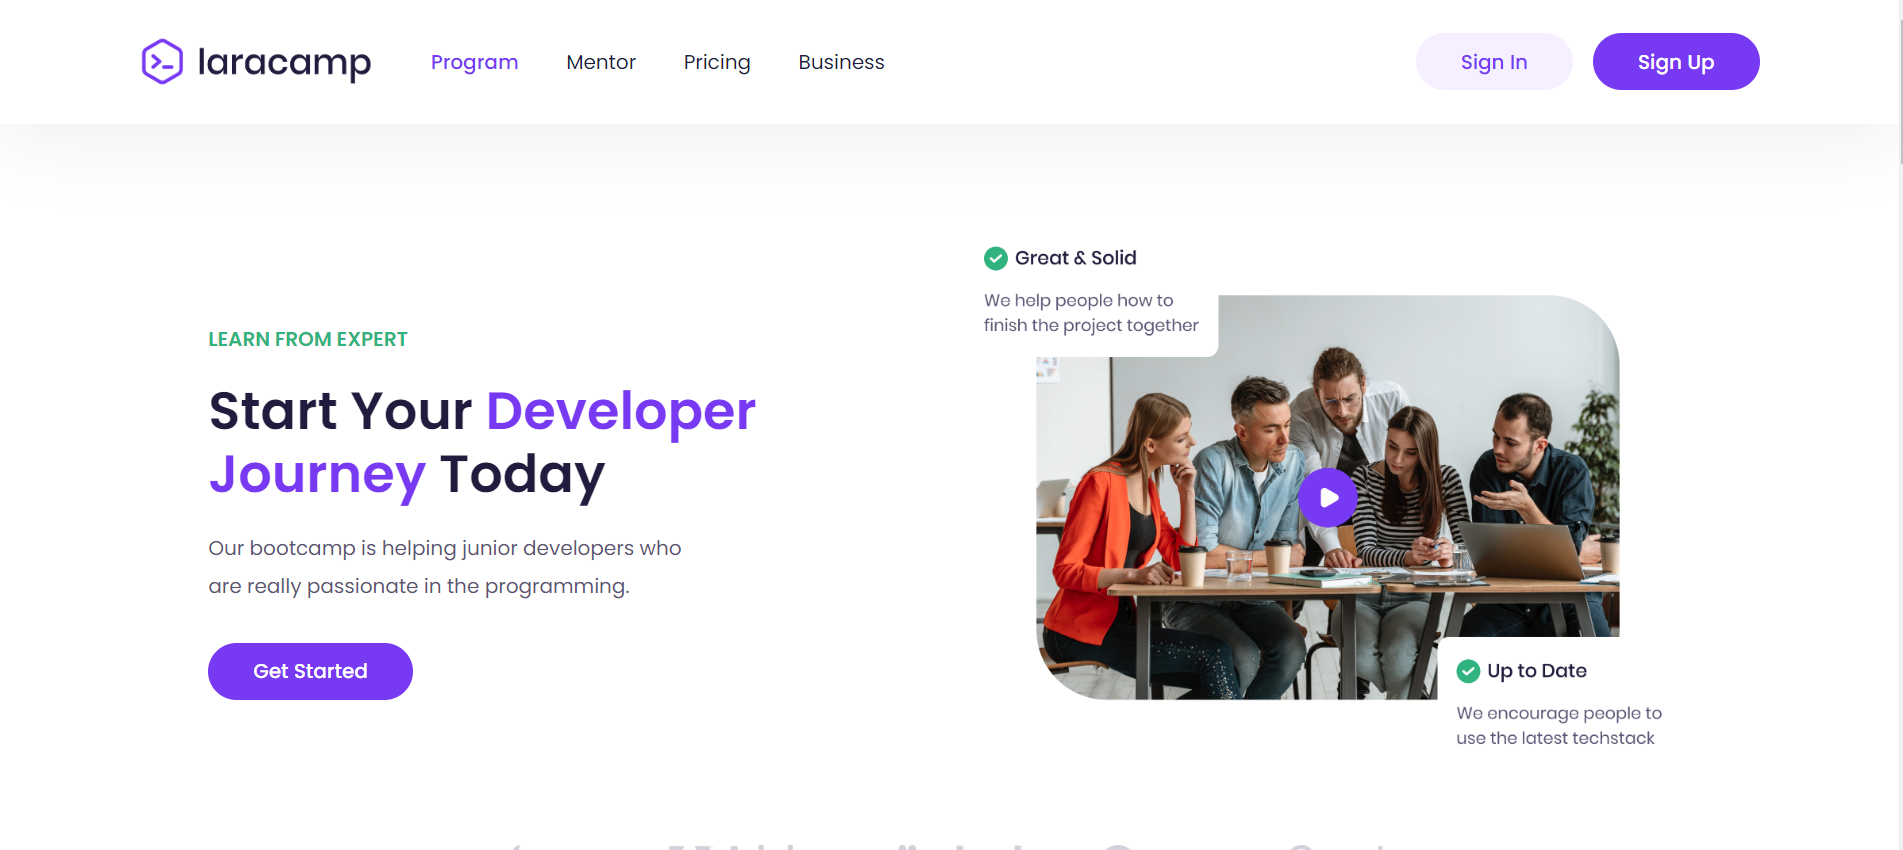 laracamp
Program
Mentor
Pricing
Business
Sign In
Sign Up
LEARN FROM EXPERT
Start Your Developer
Journey Today
Our bootcamp is helping junior developers who
are really passionate in the programming.
Get Started
Great & Solid
We help people how to
finish the project together
Up to Date
We encourage people to
use the latest techstack